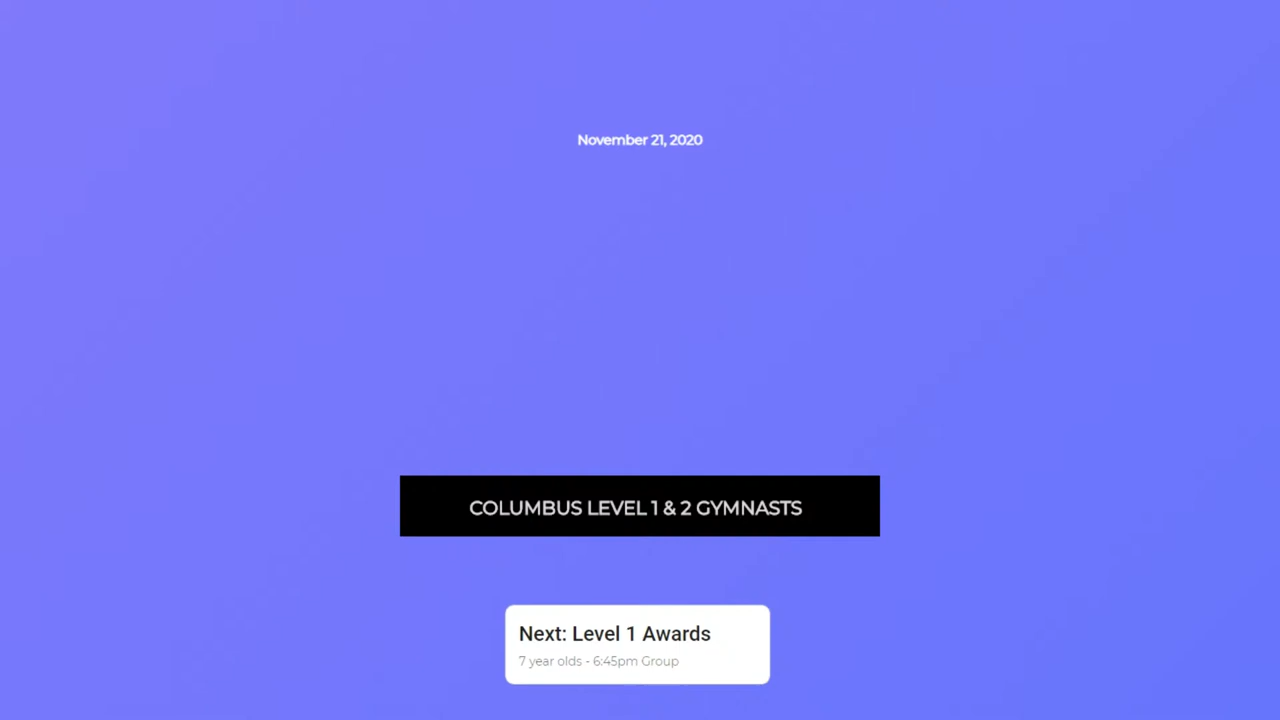 November 21, 2020
COLUMBUS LEVEL 1 & 2 GYMNASTS
Next: Level 1 Awards
7 year olds - 6:45pm Group